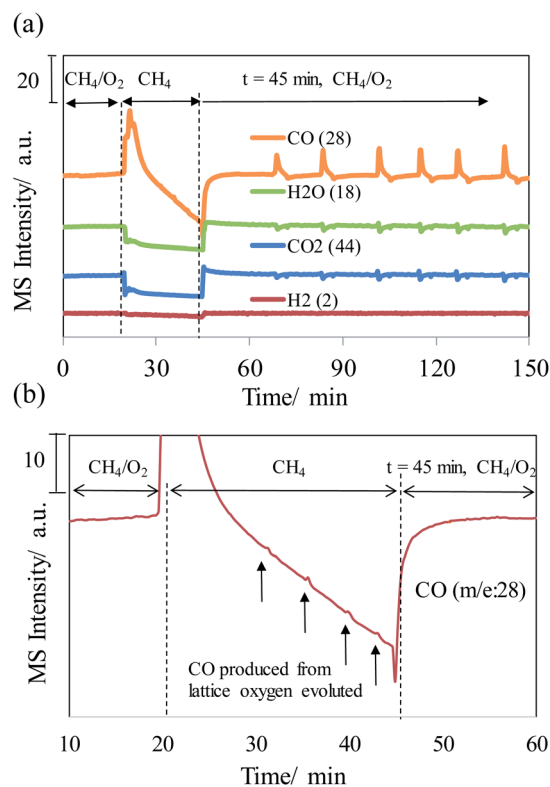 (a)
20
CH₄/O₂ CH₄ t = 45 min, CH₄/O₂
CO (28)
H2O (18)
CO2 (44)
H2 (2)
MS Intensity/ a.u.
0 30 60 90 120 150
Time/ min
(b)
10
CH₄/O₂ CH₄ t = 45 min, CH₄/O₂
CO (m/e:28)
CO produced from
lattice oxygen evoluted
MS Intensity/ a.u.
10 20 30 40 50 60
Time/ min